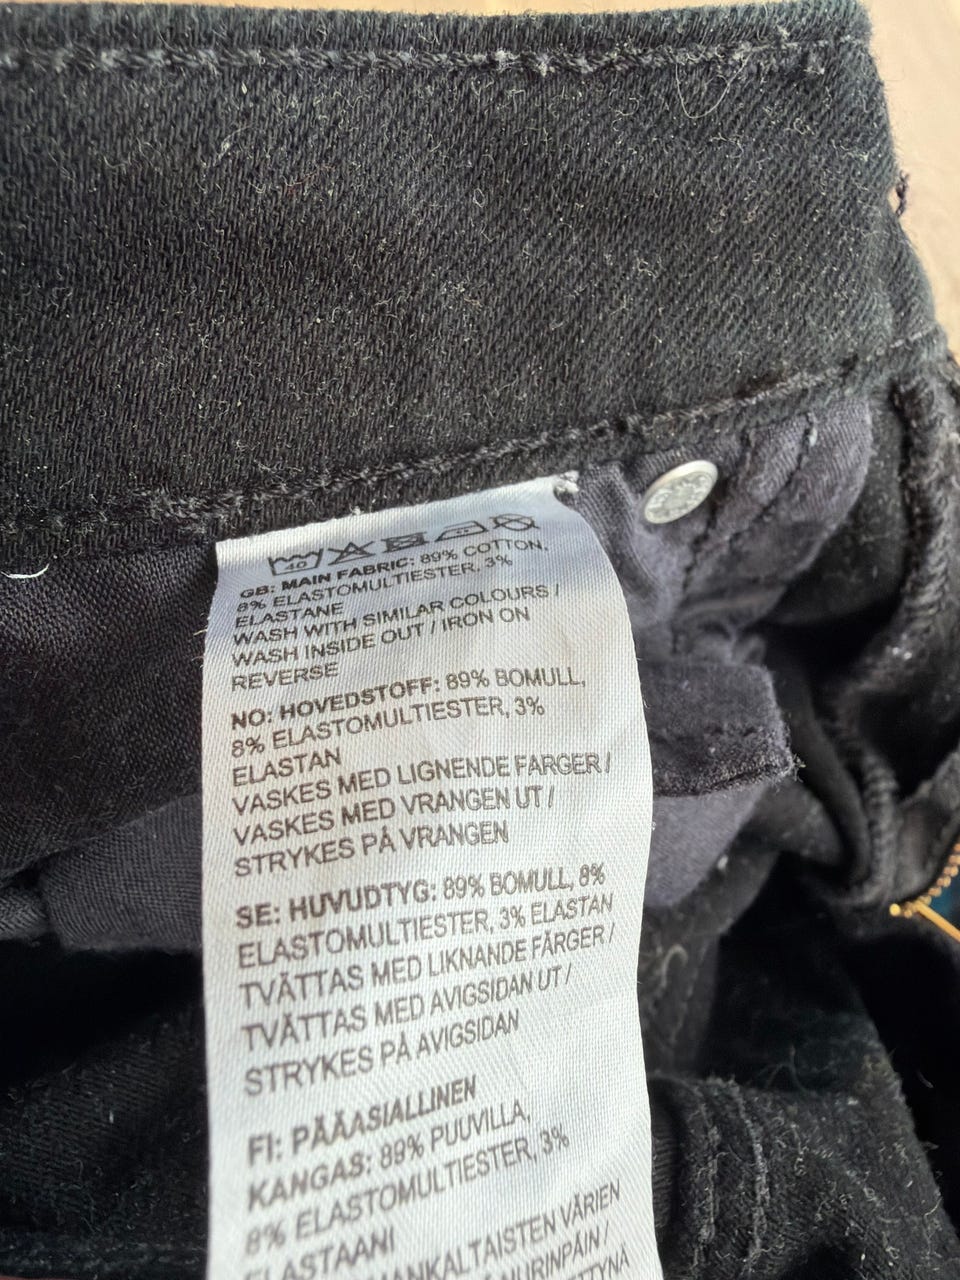 40
GB: MAIN FABRIC: 89% COTTON,
8% ELASTOMULTIESTER, 3%
ELASTANE
WASH WITH SIMILAR COLOURS /
WASH INSIDE OUT / IRON ON
REVERSE
NO: HOVEDSTOFF: 89% BOMULL,
8% ELASTOMULTIESTER, 3%
ELASTAN
VASKES MED LIGNENDE FARGER /
VASKES MED VRANGEN UT /
STRYKES PÅ VRANGEN
SE: HUVUDTYG: 89% BOMULL, 8%
ELASTOMULTIESTER, 3% ELASTAN
TVÄTTAS MED LIKNANDE FÄRGER /
TVÄTTAS MED AVIGSIDAN UT /
STRYKES PÅ AVIGSIDAN
FI: PÄÄASIALLINEN
KANGAS: 89% PUUVILLA,
8% ELASTOMULTIESTER, 3%
ELASTAANI
VÄRIEN